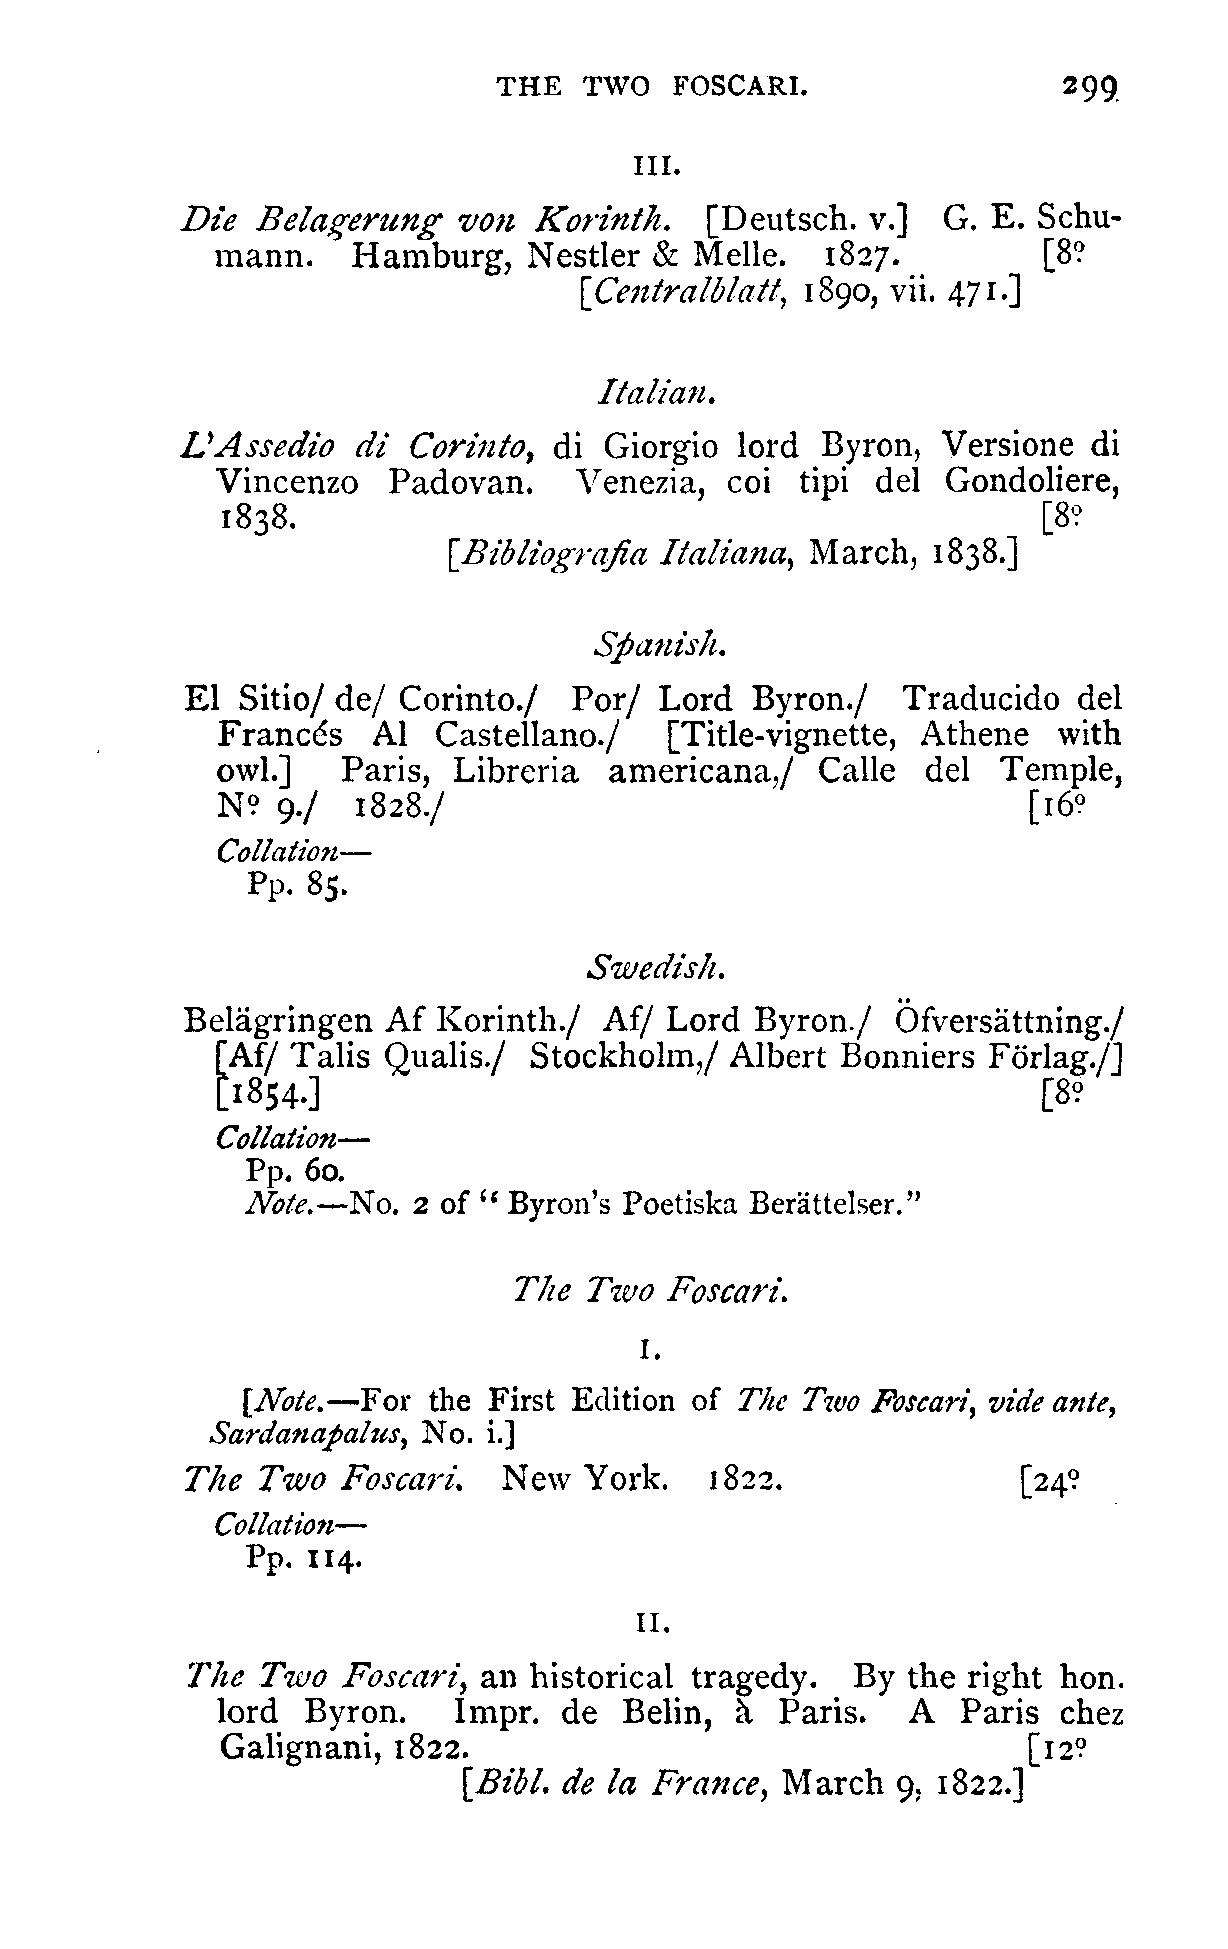 THE TWO FOSCARI. 299
III.
Die Belagerung von Korinth. [Deutsch. v.] G. E. Schu-
mann. Hamburg, Nestler & Melle. 1827. [8º
[Centralblatt, 1890, vii. 471.]
Italian.
L'Assedio di Corinto, di Giorgio lord Byron, Versione di
Vincenzo Padovan. Venezia, coi tipi del Gondoliere,
1838. [8º
[Bibliografia Italiana, March, 1838.]
Spanish.
El Sitio/ de/ Corinto./ Por/ Lord Byron./ Traducido del
Francés Al Castellano./ [Title-vignette, Athene with
owl.] Paris, Libreria americana,/ Calle del Temple,
Nº 9./ 1828./ [16º
Collation—
Pp. 85.
Swedish.
Belägringen Af Korinth./ Af/ Lord Byron./ Öfversättning./
[Af/ Talis Qualis./ Stockholm,/ Albert Bonniers Förlag./]
[1854.] [8º
Collation—
Pp. 60.
Note.—No. 2 of "Byron's Poetiska Berättelser."
The Two Foscari.
I.
[Note.—For the First Edition of The Two Foscari, vide ante,
Sardanapalus, No. i.]
The Two Foscari. New York. 1822. [24º
Collation—
Pp. 114.
II.
The Two Foscari, an historical tragedy. By the right hon.
lord Byron. Impr. de Belin, à Paris. A Paris chez
Galignani, 1822. [12º
[Bibl. de la France, March 9, 1822.]